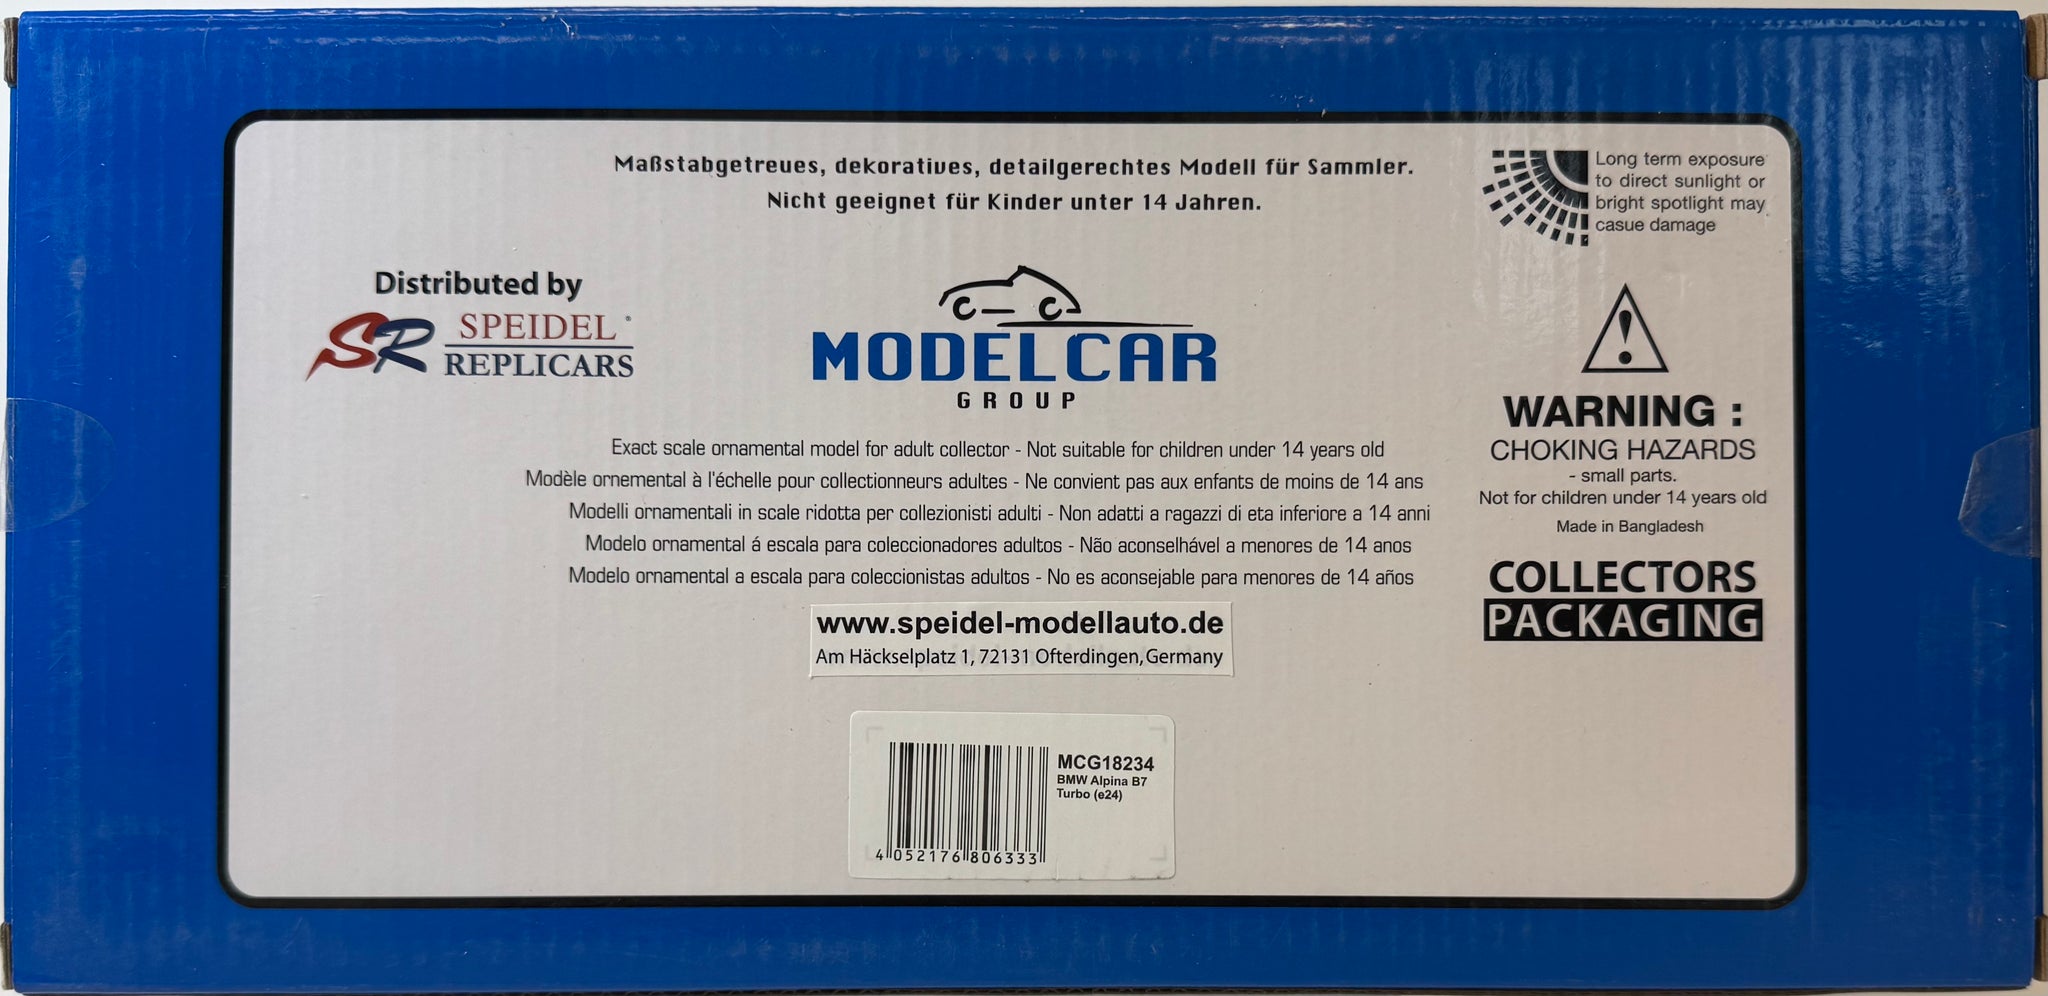 Maßstabgetreues, dekoratives, detailgerechtes Modell für Sammler.
Nicht geeignet für Kinder unter 14 Jahren.
Long term exposure
to direct sunlight or
bright spotlight may
casue damage
Distributed by
SR SPEIDEL
REPLICARS
MODELCAR
GROUP
Exact scale ornamental model for adult collector - Not suitable for children under 14 years old
Modèle ornemental à l'échelle pour collectionneurs adultes - Ne convient pas aux enfants de moins de 14 ans
Modelli ornamentali in scale ridotta per collezionisti adulti - Non adatti a ragazzi di eta inferiore a 14 anni
Modelo ornamental á escala para coleccionadores adultos - Não aconselhável a menores de 14 anos
Modelo ornamental a escala para coleccionistas adultos - No es aconsejable para menores de 14 años
WARNING :
CHOKING HAZARDS
- small parts.
Not for children under 14 years old
Made in Bangladesh
COLLECTORS
PACKAGING
www.speidel-modellauto.de
Am Häckselplatz 1, 72131 Ofterdingen, Germany
MCG18234
BMW Alpina B7
Turbo (e24)
4 052176 806333